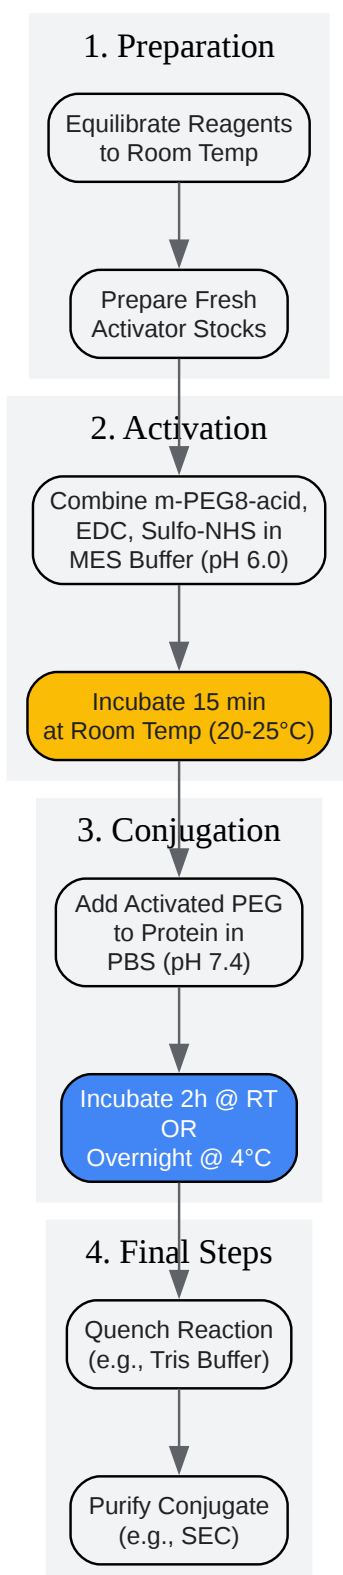 1. Preparation
Equilibrate Reagents
to Room Temp
Prepare Fresh
Activator Stocks
2. Activation
Combine m-PEG8-acid,
EDC, Sulfo-NHS in
MES Buffer (pH 6.0)
Incubate 15 min
at Room Temp (20-25°C)
3. Conjugation
Add Activated PEG
to Protein in
PBS (pH 7.4)
Incubate 2h @ RT
OR
Overnight @ 4°C
4. Final Steps
Quench Reaction
(e.g., Tris Buffer)
Purify Conjugate
(e.g., SEC)